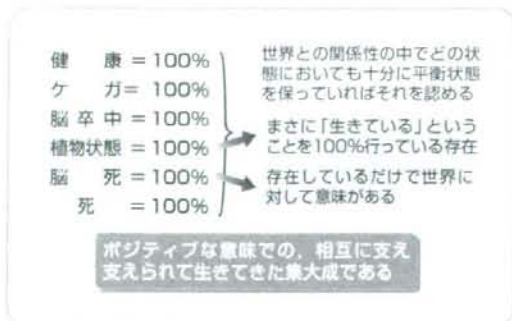 健　康 = 100%
ケ　ガ = 100%
脳 卒 中 = 100%
植物状態 = 100%
脳　死 = 100%
死 = 100%
世界との関係性の中でどの状
態においても十分に平衡状態
を保っていればそれを認める
まさに「生きている」という
ことを100%行っている存在
存在しているだけで世界に
対して意味がある
ポジティブな意味での，相互に支え
支えられて生きてきた集大成である